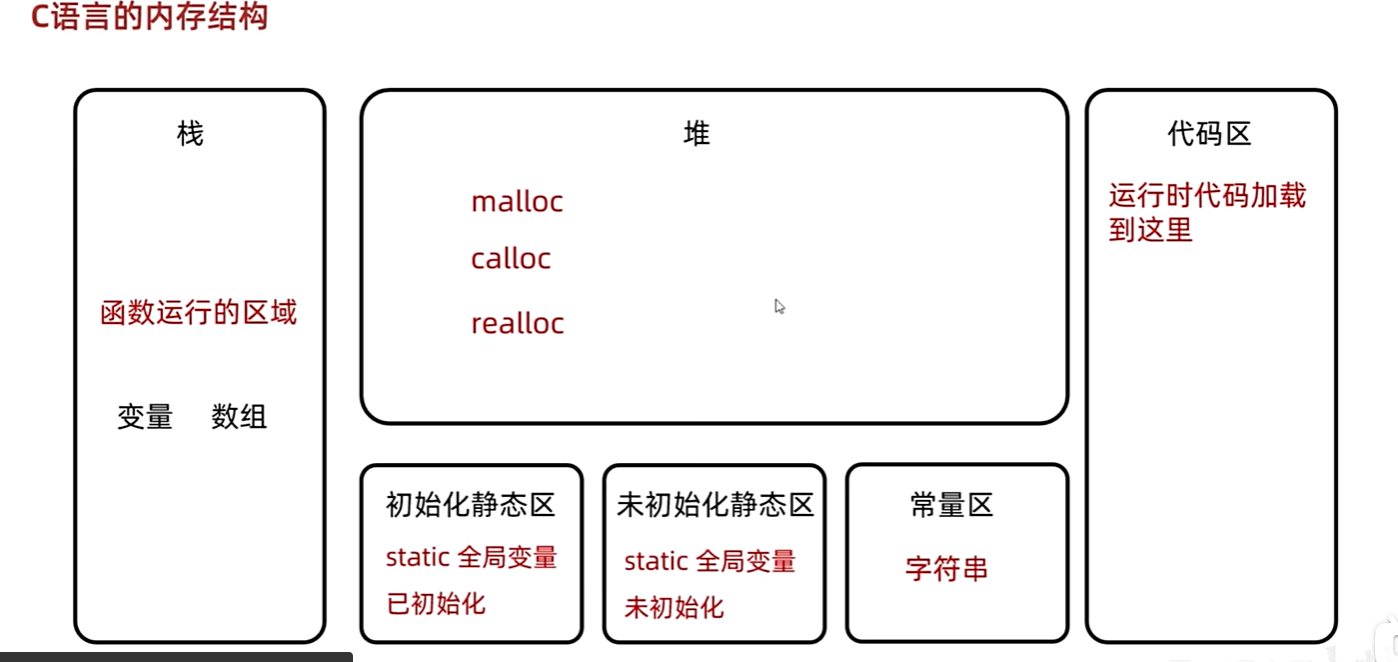 C语言的内存结构
栈
函数运行的区域
变量 数组
堆
malloc
calloc
realloc
初始化静态区
static 全局变量
已初始化
未初始化静态区
static 全局变量
未初始化
常量区
字符串
代码区
运行时代码加载
到这里